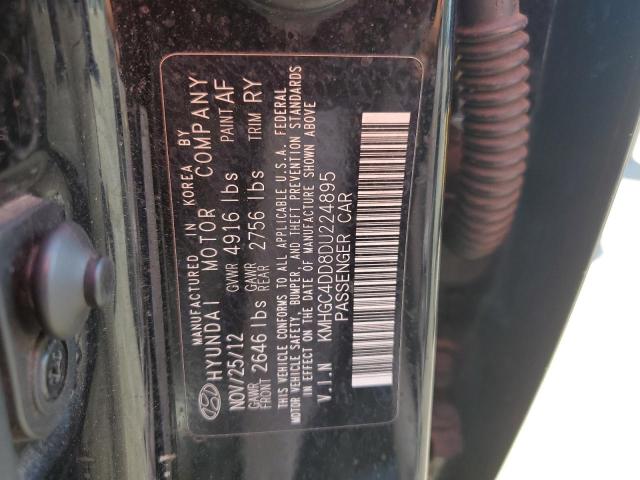 MANUFACTURED IN KOREA BY
HYUNDAI MOTOR COMPANY
NOV/25/12 GVWR 4916 lbs PAINT AF
GAWR FRONT 2646 lbs GAWR REAR 2756 lbs TRIM RY
THIS VEHICLE CONFORMS TO ALL APPLICABLE U.S.A. FEDERAL
MOTOR VEHICLE SAFETY, BUMPER, AND THEFT PREVENTION STANDARDS
IN EFFECT ON THE DATE OF MANUFACTURE SHOWN ABOVE
V.I.N KMHGC4DD8DU224895
PASSENGER CAR